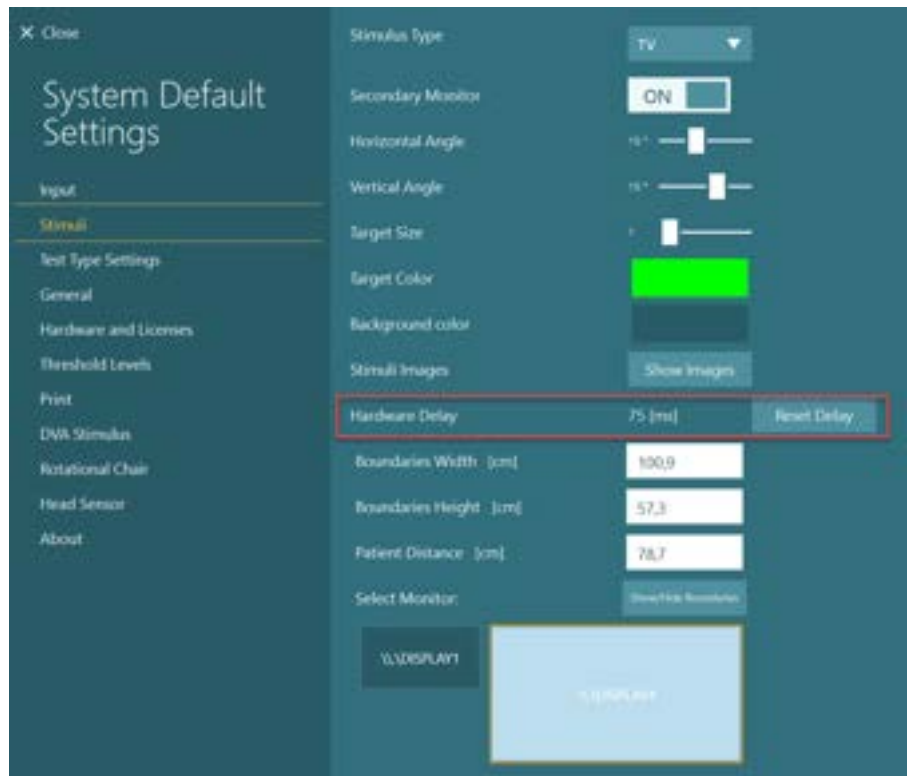 X Close
System Default
Settings
Input
Stimuli
Test Type Settings
General
Hardware and Licenses
Threshold Levels
Print
DVA Stimulus
Rotational Chair
Head Sensor
About
Stimulus Type
TV
Secondary Monitor
ON
Horizontal Angle
Vertical Angle
Target Size
Target Color
Background color
Stimuli Images
Show Images
Hardware Delay
75 [ms]
Reset Delay
Boundaries Width [cm]
100,9
Boundaries Height [cm]
57,3
Patient Distance [cm]
78,7
Select Monitor:
Show/Hide Boundaries
\\.\DISPLAY1